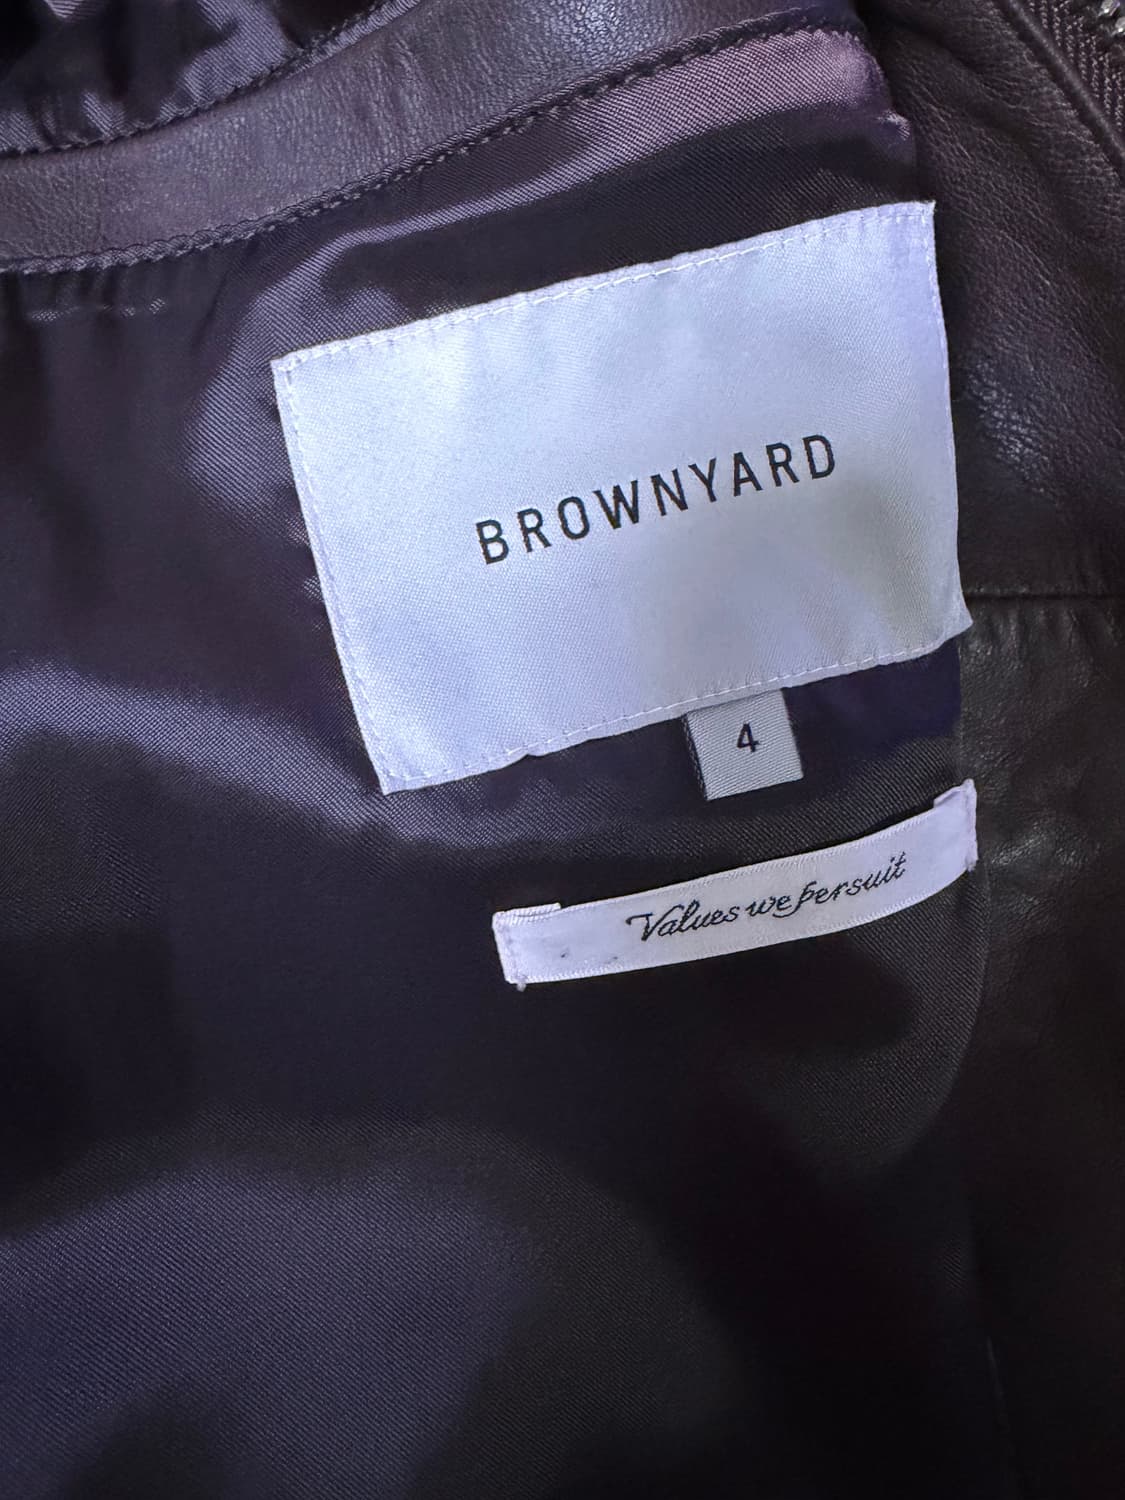 BROWNYARD
4
Values we persuit